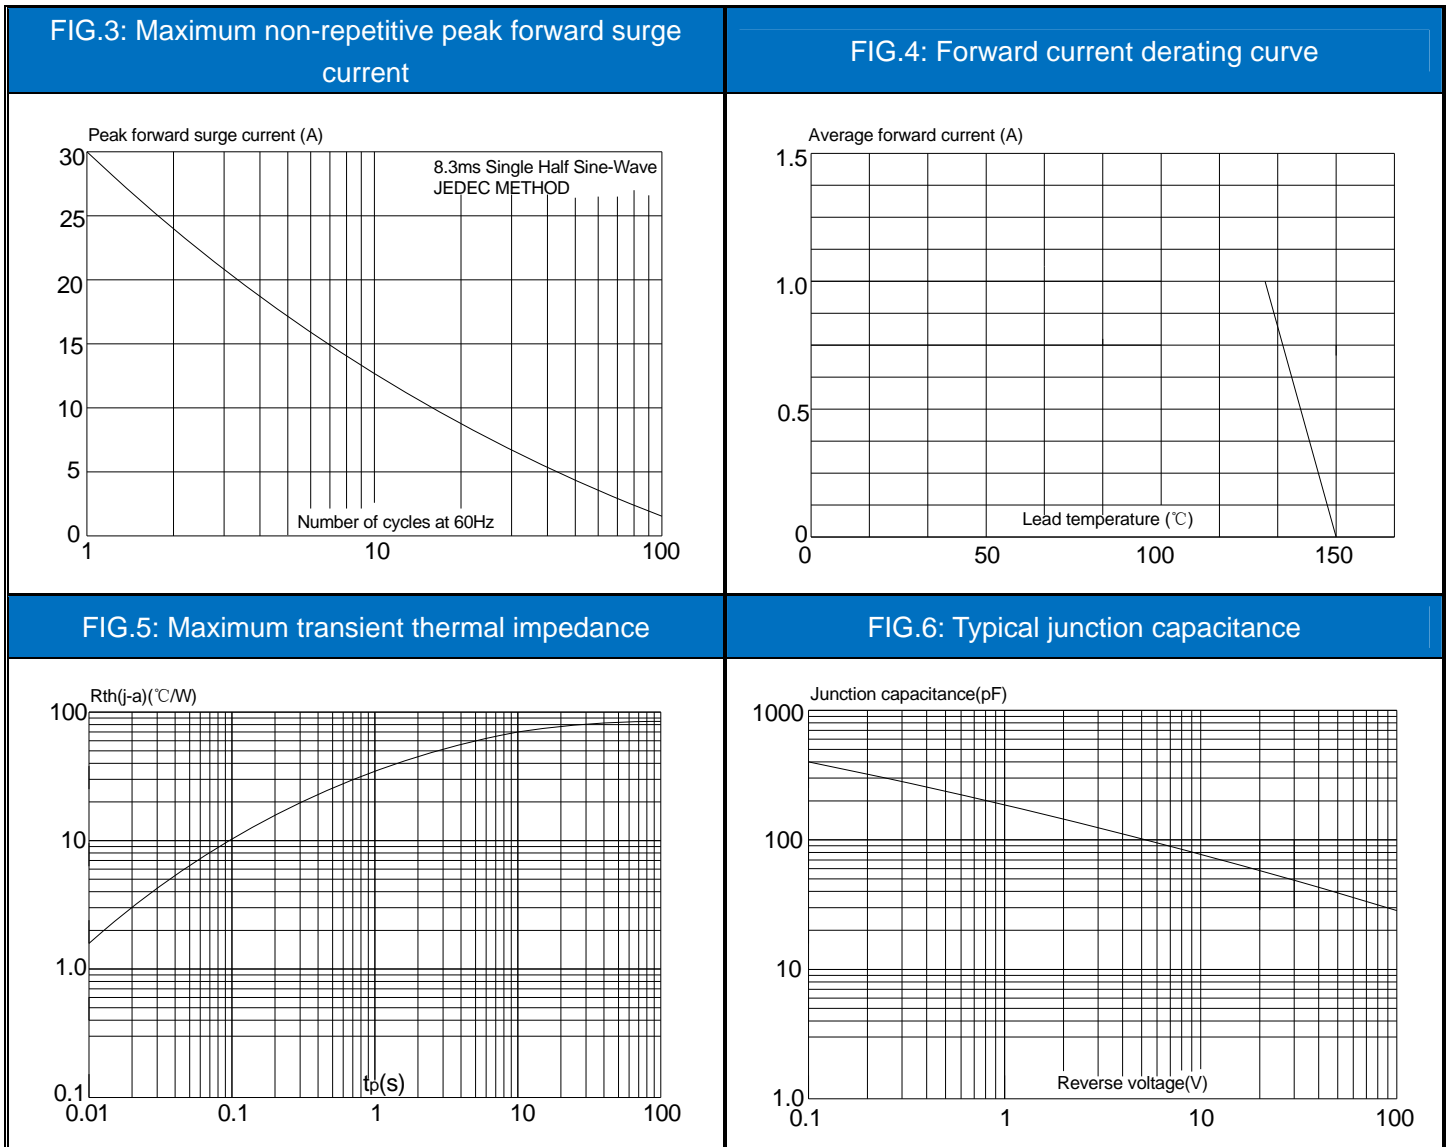 FIG.3: Maximum non-repetitive peak forward surge
current
FIG.4: Forward current derating curve
Peak forward surge current (A)
30
25
20
15
10
5
0
8.3ms Single Half Sine-Wave
JEDEC METHOD
Number of cycles at 60Hz
1
10
100
Average forward current (A)
1.5
1.0
0.5
0
Lead temperature (℃)
0
50
100
150
FIG.5: Maximum transient thermal impedance
FIG.6: Typical junction capacitance
Rth(j-a)(℃/W)
100
10
1.0
0.1
tp(s)
0.01
0.1
1
10
100
Junction capacitance(pF)
1000
100
10
1.0
Reverse voltage(V)
0.1
1
10
100